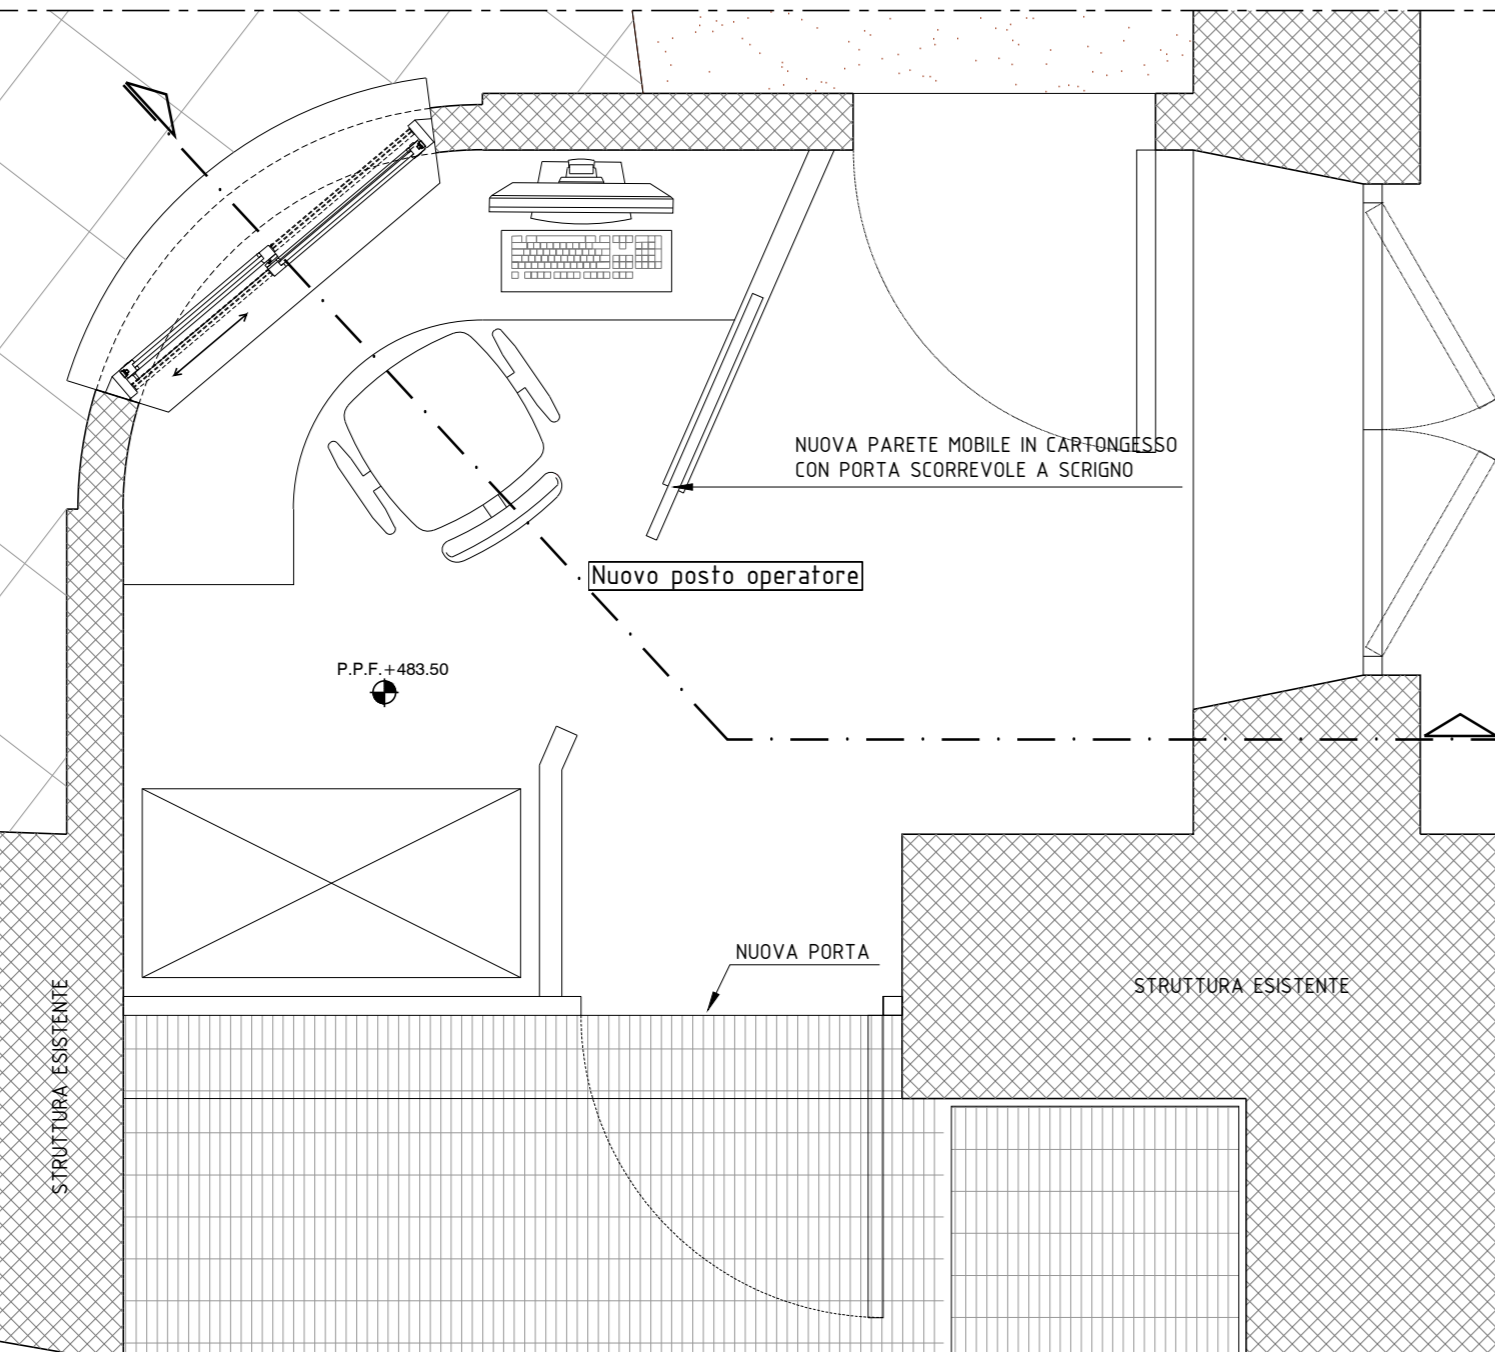 NUOVA PARETE MOBILE IN CARTONGESSO
CON PORTA SCORREVOLE A SCRIGNO
Nuovo posto operatore
P.P.F.+483.50
NUOVA PORTA
STRUTTURA ESISTENTE
STRUTTURA ESISTENTE